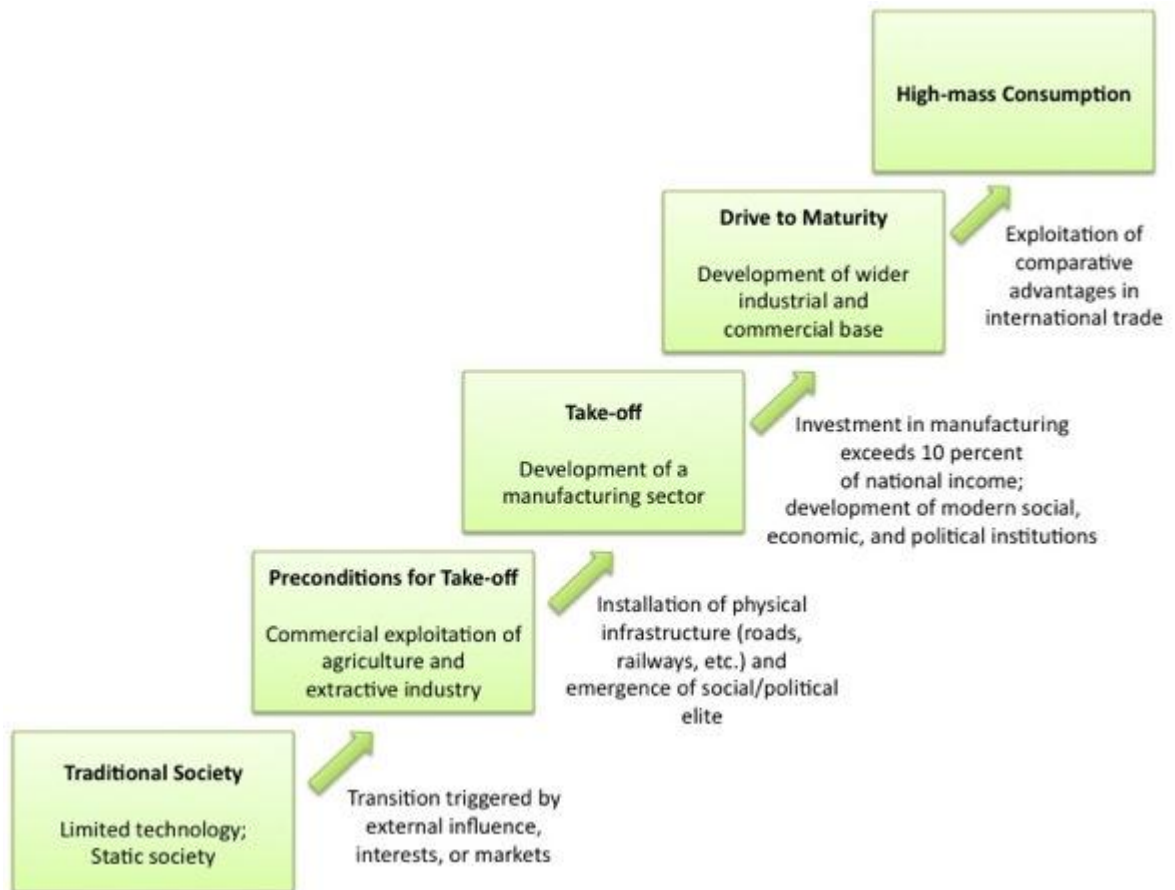 High-mass Consumption
Drive to Maturity
Development of wider
industrial and
commercial base
Exploitation of
comparative
advantages in
international trade
Take-off
Development of a
manufacturing sector
Investment in manufacturing
exceeds 10 percent
of national income;
development of modern social,
economic, and political institutions
Preconditions for Take-off
Commercial exploitation of
agriculture and
extractive industry
Installation of physical
infrastructure (roads,
railways, etc.) and
emergence of social/political
elite
Traditional Society
Limited technology;
Static society
Transition triggered by
external influence,
interests, or markets